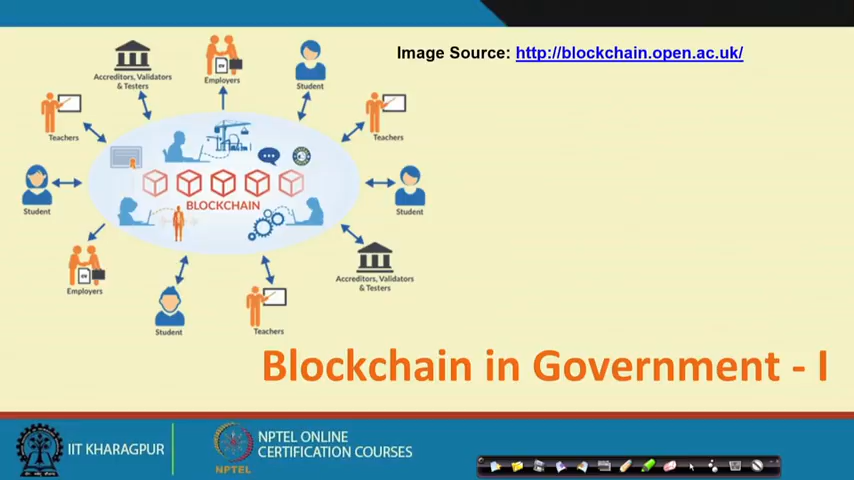 Image Source: http://blockchain.open.ac.uk/
Accreditors, Validators
& Testers
Employers
Student
Teachers
Teachers
Student
BLOCKCHAIN
Student
Employers
Accreditors, Validators
& Testers
Student
Teachers
Blockchain in Government - I
IIT KHARAGPUR
NPTEL
NPTEL ONLINE
CERTIFICATION COURSES